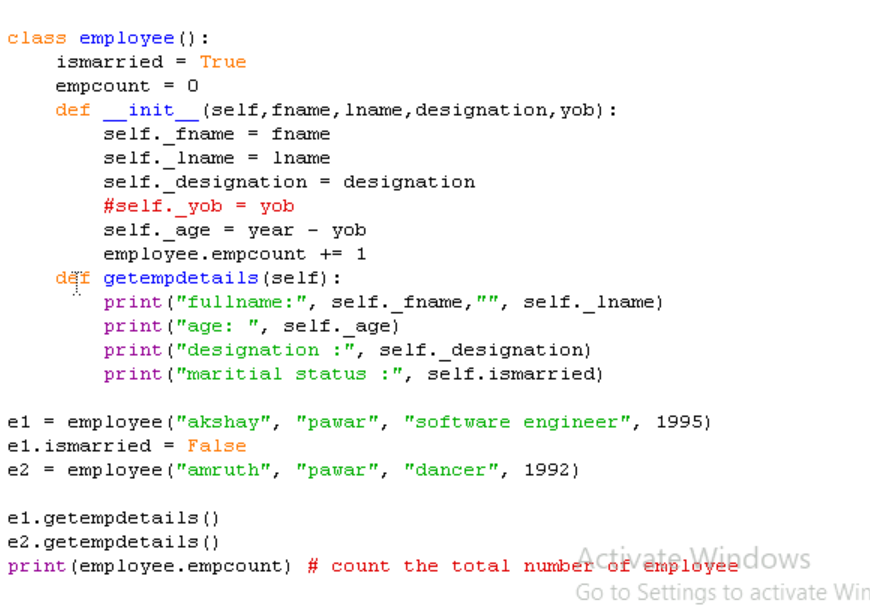 class employee():
    ismarried = True
    empcount = 0
    def __init__(self,fname,lname,designation,yob):
        self._fname = fname
        self._lname = lname
        self._designation = designation
        #self._yob = yob
        self._age = year - yob
        employee.empcount += 1
    def getempdetails(self):
        print("fullname:", self._fname,"", self._lname)
        print("age: ", self._age)
        print("designation :", self._designation)
        print("maritial status :", self.ismarried)
e1 = employee("akshay", "pawar", "software engineer", 1995)
e1.ismarried = False
e2 = employee("amruth", "pawar", "dancer", 1992)
e1.getempdetails()
e2.getempdetails()
print(employee.empcount) # count the total number of employee
Activate Windows
Go to Settings to activate Win